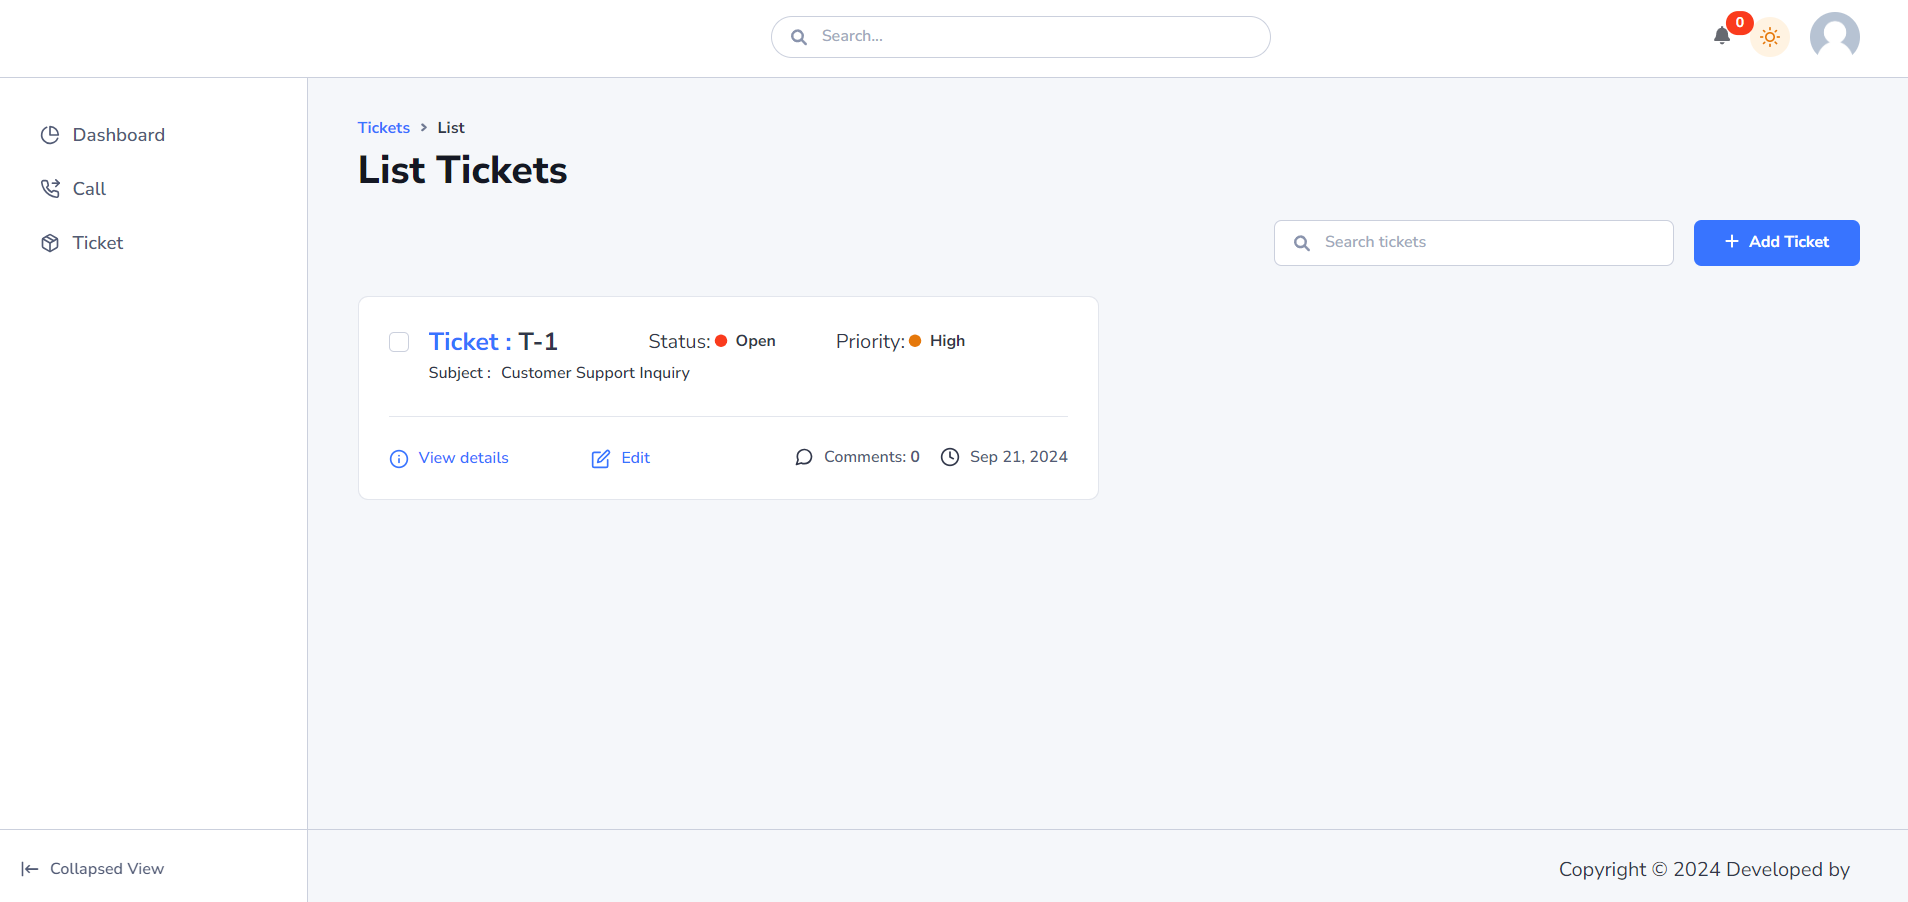 Search...
0
Dashboard
Call
Ticket
Tickets > List
List Tickets
Search tickets
+ Add Ticket
Ticket : T-1 Status: Open Priority: High
Subject : Customer Support Inquiry
View details Edit Comments: 0 Sep 21, 2024
Collapsed View
Copyright © 2024 Developed by